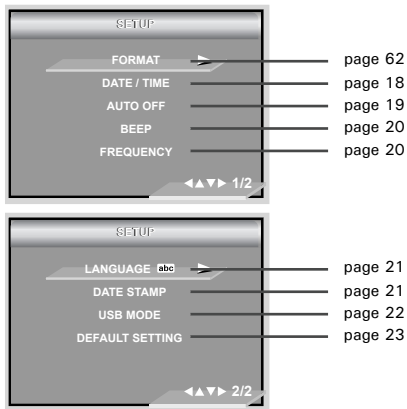 SETUP
FORMAT page 62
DATE / TIME page 18
AUTO OFF page 19
BEEP page 20
FREQUENCY page 20
◄▲▼► 1/2
SETUP
LANGUAGE abc page 21
DATE STAMP page 21
USB MODE page 22
DEFAULT SETTING page 23
◄▲▼► 2/2